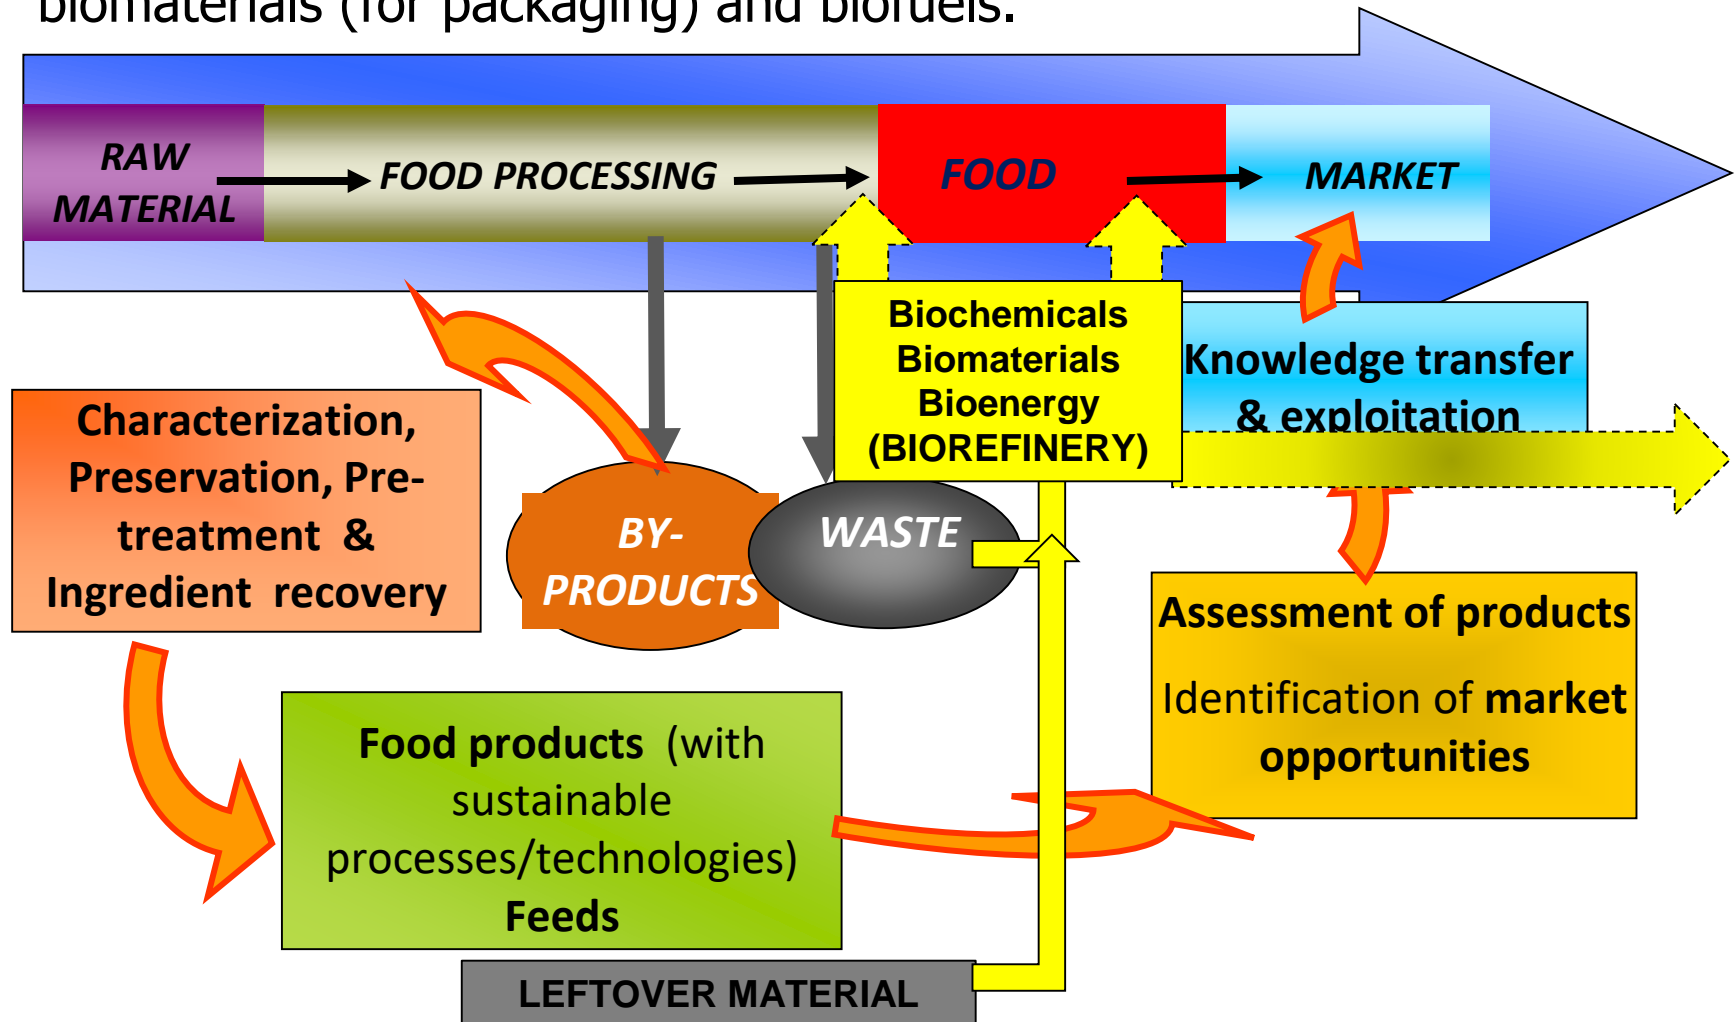 biomaterials (for packaging) and biofuels.
RAW
MATERIAL
FOOD PROCESSING
FOOD
MARKET
Biochemicals
Biomaterials
Bioenergy
(BIOREFINERY)
Knowledge transfer
& exploitation
Characterization,
Preservation, Pre-
treatment &
Ingredient recovery
BY-
PRODUCTS
WASTE
Assessment of products
Identification of market
opportunities
Food products (with
sustainable
processes/technologies)
Feeds
LEFTOVER MATERIAL